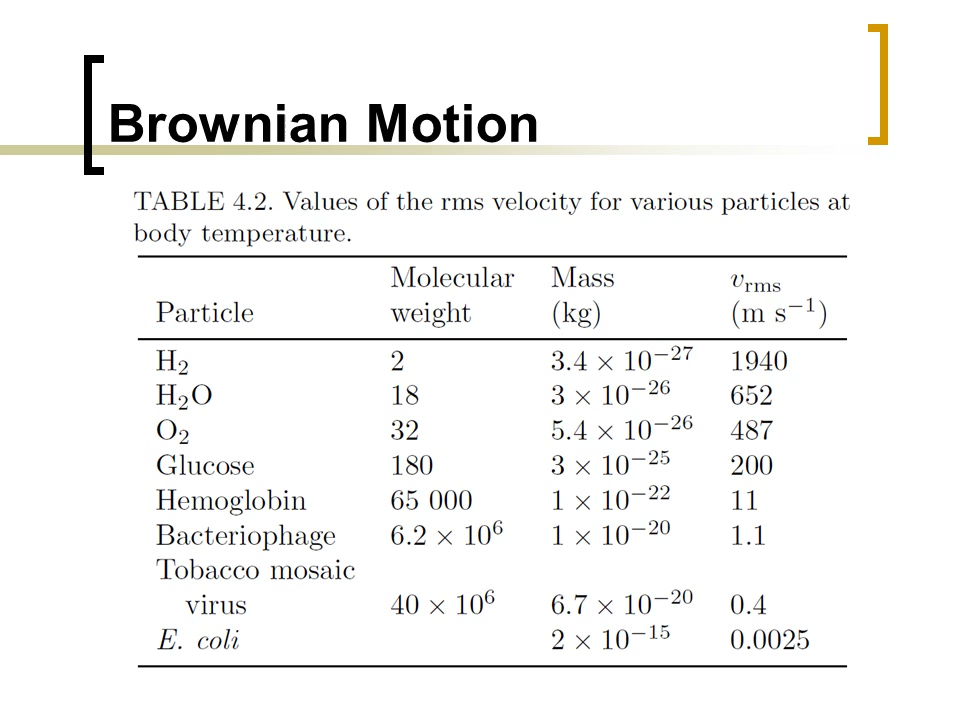 Brownian Motion
TABLE 4.2. Values of the rms velocity for various particles at
body temperature.
Particle Molecular weight Mass (kg) v_rms (m s⁻¹)
H₂ 2 3.4 × 10⁻²⁷ 1940
H₂O 18 3 × 10⁻²⁶ 652
O₂ 32 5.4 × 10⁻²⁶ 487
Glucose 180 3 × 10⁻²⁵ 200
Hemoglobin 65 000 1 × 10⁻²² 11
Bacteriophage 6.2 × 10⁶ 1 × 10⁻²⁰ 1.1
Tobacco mosaic
virus 40 × 10⁶ 6.7 × 10⁻²⁰ 0.4
E. coli 2 × 10⁻¹⁵ 0.0025